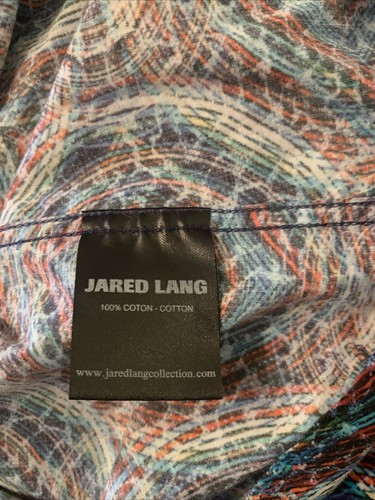 JARED LANG
100% COTON - COTTON
www.jaredlangcollection.com